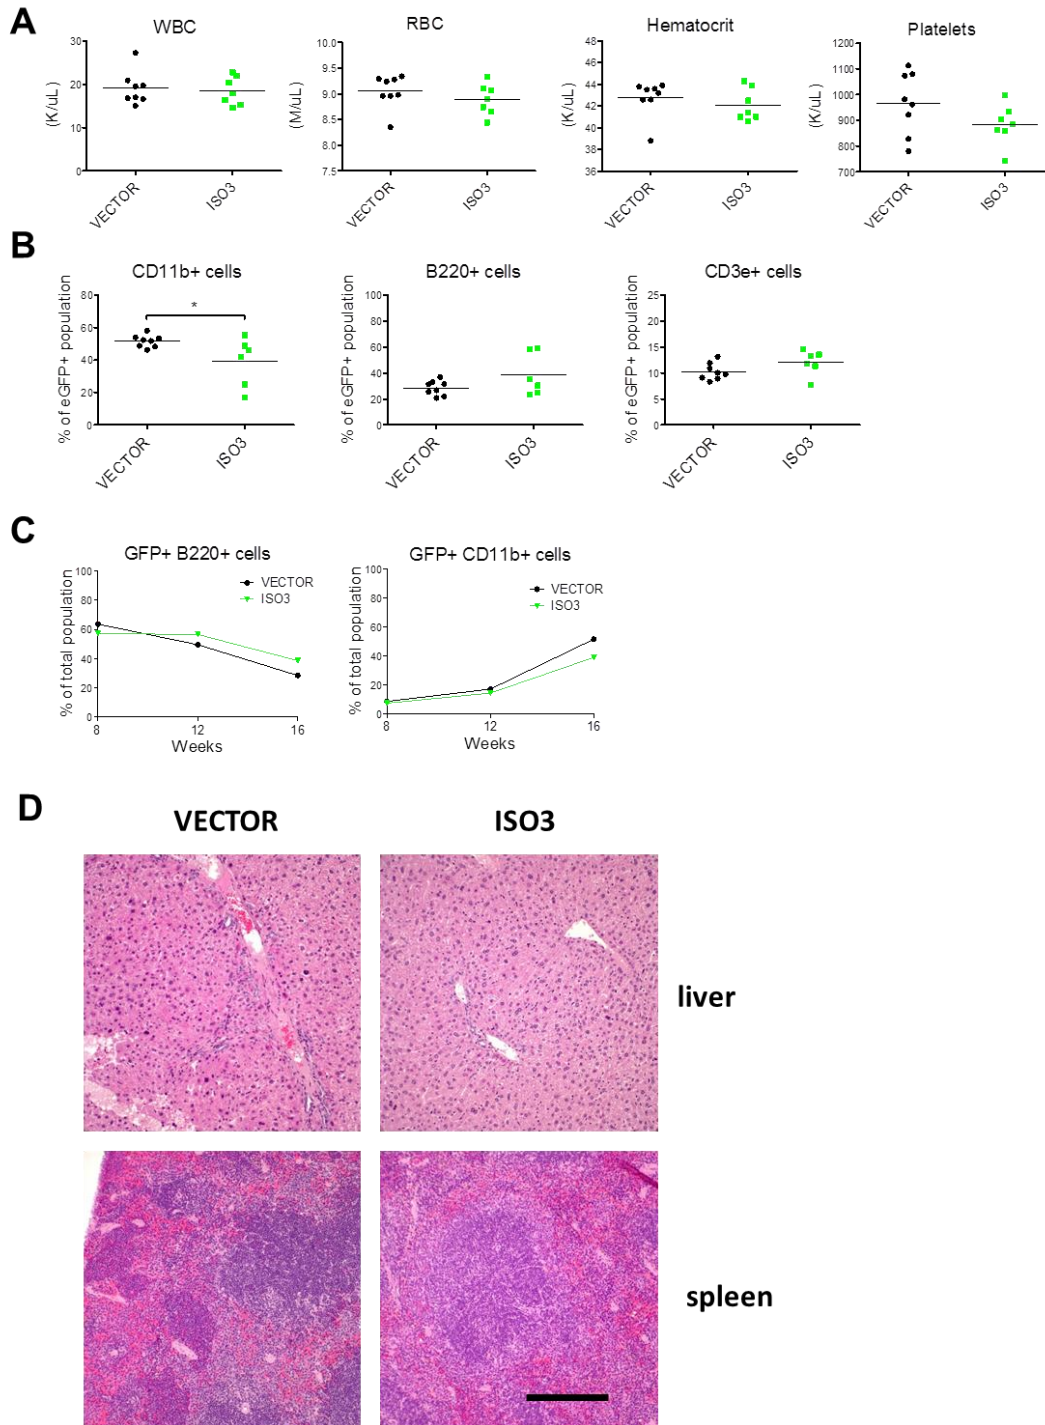 A
WBC
RBC
Hematocrit
Platelets
(K/uL)
30
20
10
0
VECTOR
ISO3
(M/uL)
10.0
9.5
9.0
8.5
8.0
7.5
VECTOR
ISO3
(K/uL)
48
46
44
42
40
38
36
VECTOR
ISO3
(K/uL)
1200
1100
1000
900
800
700
VECTOR
ISO3
B
CD11b+ cells
B220+ cells
CD3e+ cells
% of eGFP+ population
80
60
40
20
0
*
VECTOR
ISO3
% of eGFP+ population
100
80
60
40
20
0
VECTOR
ISO3
% of eGFP+ population
25
20
15
10
5
0
VECTOR
ISO3
C
GFP+ B220+ cells
GFP+ CD11b+ cells
% of total population
100
80
60
40
20
0
VECTOR
ISO3
8
12
16
Weeks
% of total population
100
80
60
40
20
0
VECTOR
ISO3
8
12
16
Weeks
D
VECTOR
ISO3
liver
spleen